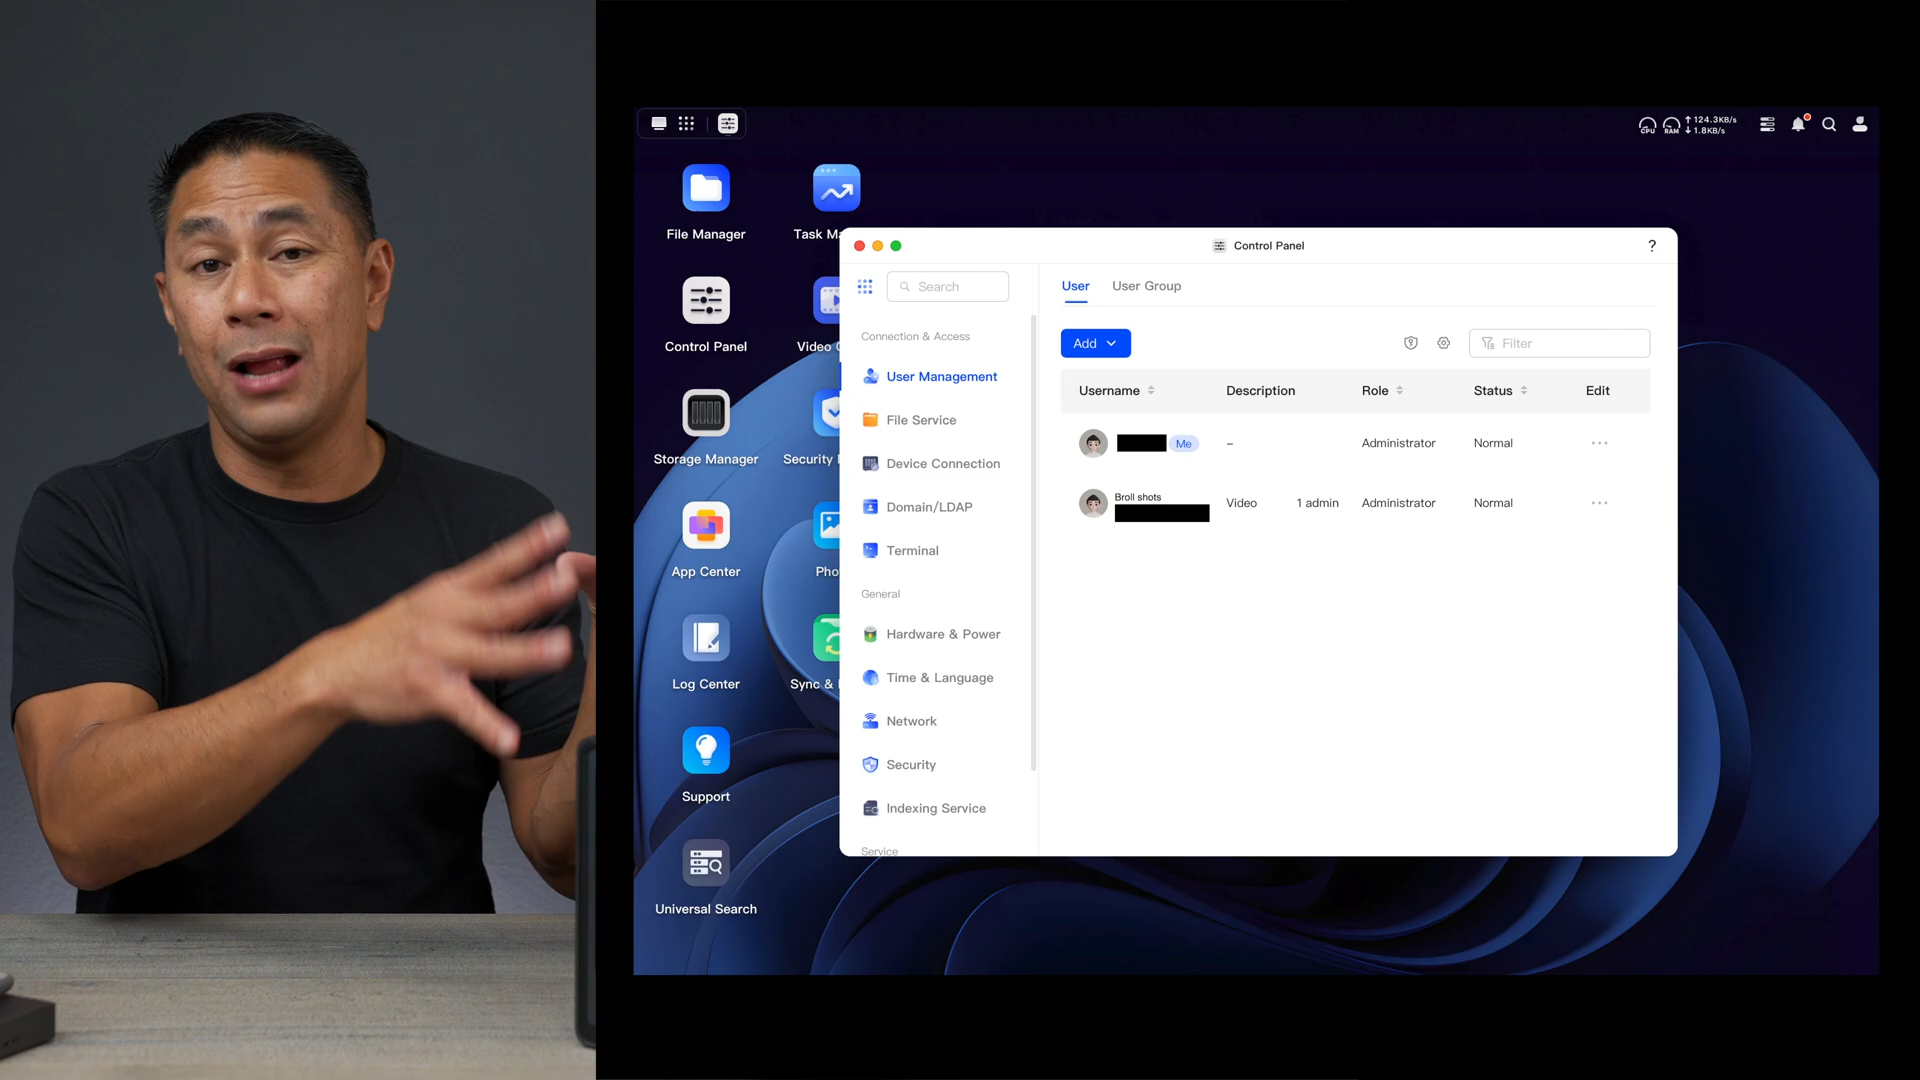 CPU
RAM
124.3KB/s
1.8KB/s
File Manager
Task Ma
Control Panel
Video
Storage Manager
Security
App Center
Pho
Log Center
Sync &
Support
Universal Search
Control Panel
?
Search
Connection & Access
User Management
File Service
Device Connection
Domain/LDAP
Terminal
General
Hardware & Power
Time & Language
Network
Security
Indexing Service
Service
User
User Group
Add
Filter
Username
Description
Role
Status
Edit
Me
–
Administrator
Normal
...
Broll shots
Video
1 admin
Administrator
Normal
...